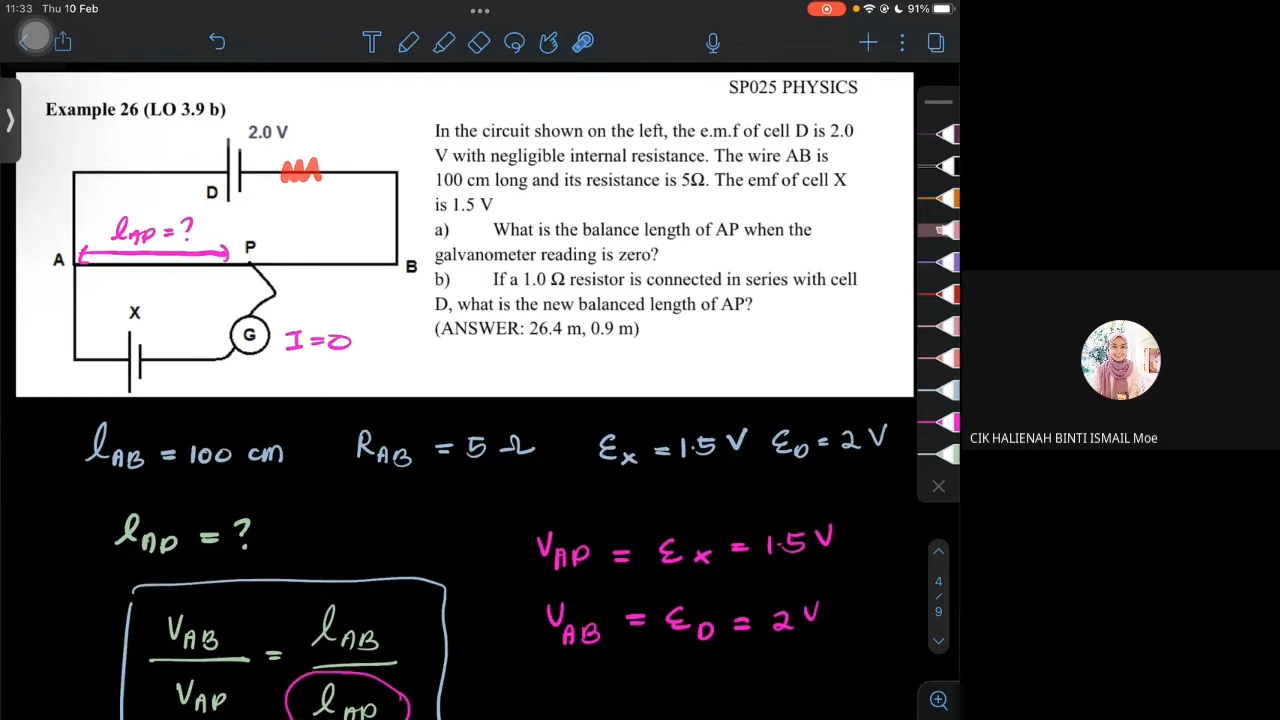 11:33 Thu 10 Feb
91%
SP025 PHYSICS
Example 26 (LO 3.9 b)
2.0 V
D
l_AP = ?
A
P
B
X
G
I = 0
In the circuit shown on the left, the e.m.f of cell D is 2.0
V with negligible internal resistance. The wire AB is
100 cm long and its resistance is 5Ω. The emf of cell X
is 1.5 V
a) What is the balance length of AP when the
galvanometer reading is zero?
b) If a 1.0 Ω resistor is connected in series with cell
D, what is the new balanced length of AP?
(ANSWER: 26.4 m, 0.9 m)
l_AB = 100 cm R_AB = 5 Ω ε_X = 1.5 V ε_D = 2 V
l_AP = ?
V_AP = ε_X = 1.5 V
V_AB = ε_D = 2 V
V_AB / V_AP = l_AB / l_AP
4
/
9
CIK HALIENAH BINTI ISMAIL Moe